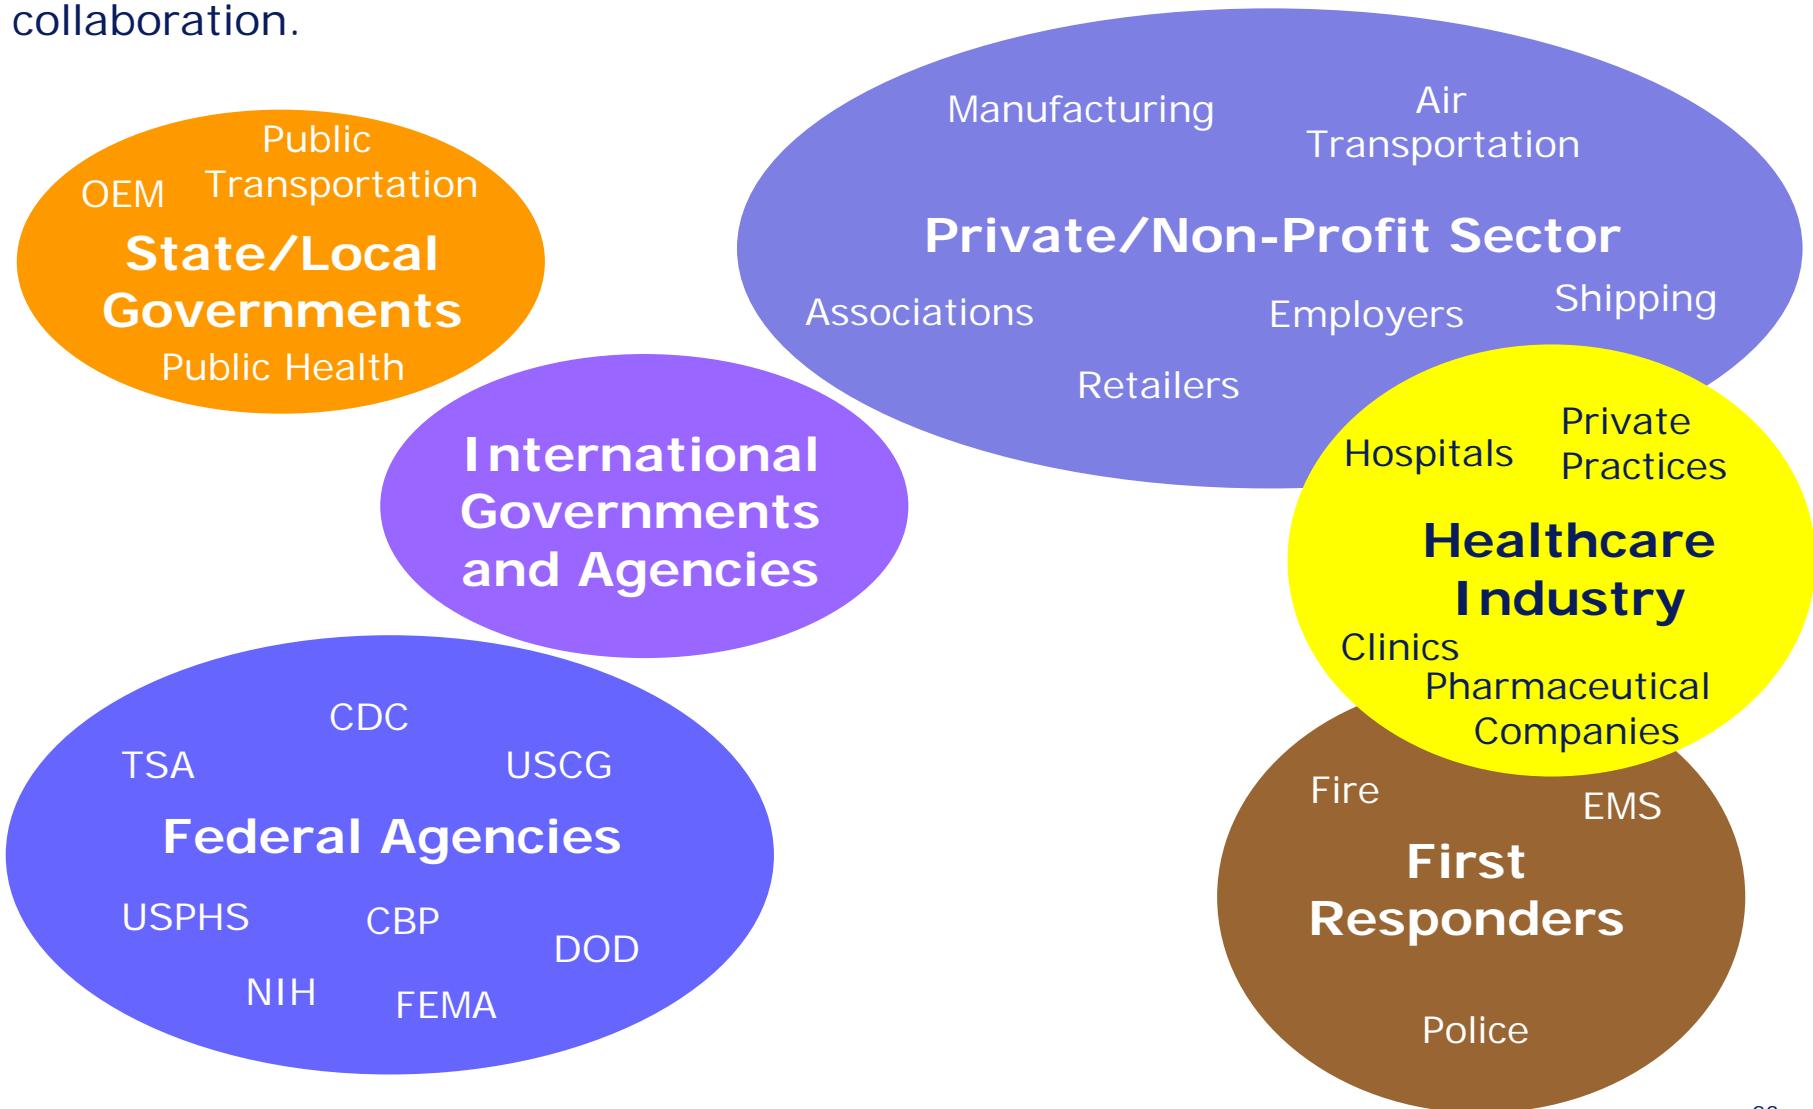 collaboration.
Public
Transportation
OEM
State/Local
Governments
Public Health
Manufacturing
Air
Transportation
Private/Non-Profit Sector
Associations
Employers
Shipping
Retailers
International
Governments
and Agencies
Hospitals
Private
Practices
Healthcare
Industry
Clinics
Pharmaceutical
Companies
CDC
TSA
USCG
Federal Agencies
USPHS
CBP
DOD
NIH
FEMA
Fire
EMS
First
Responders
Police